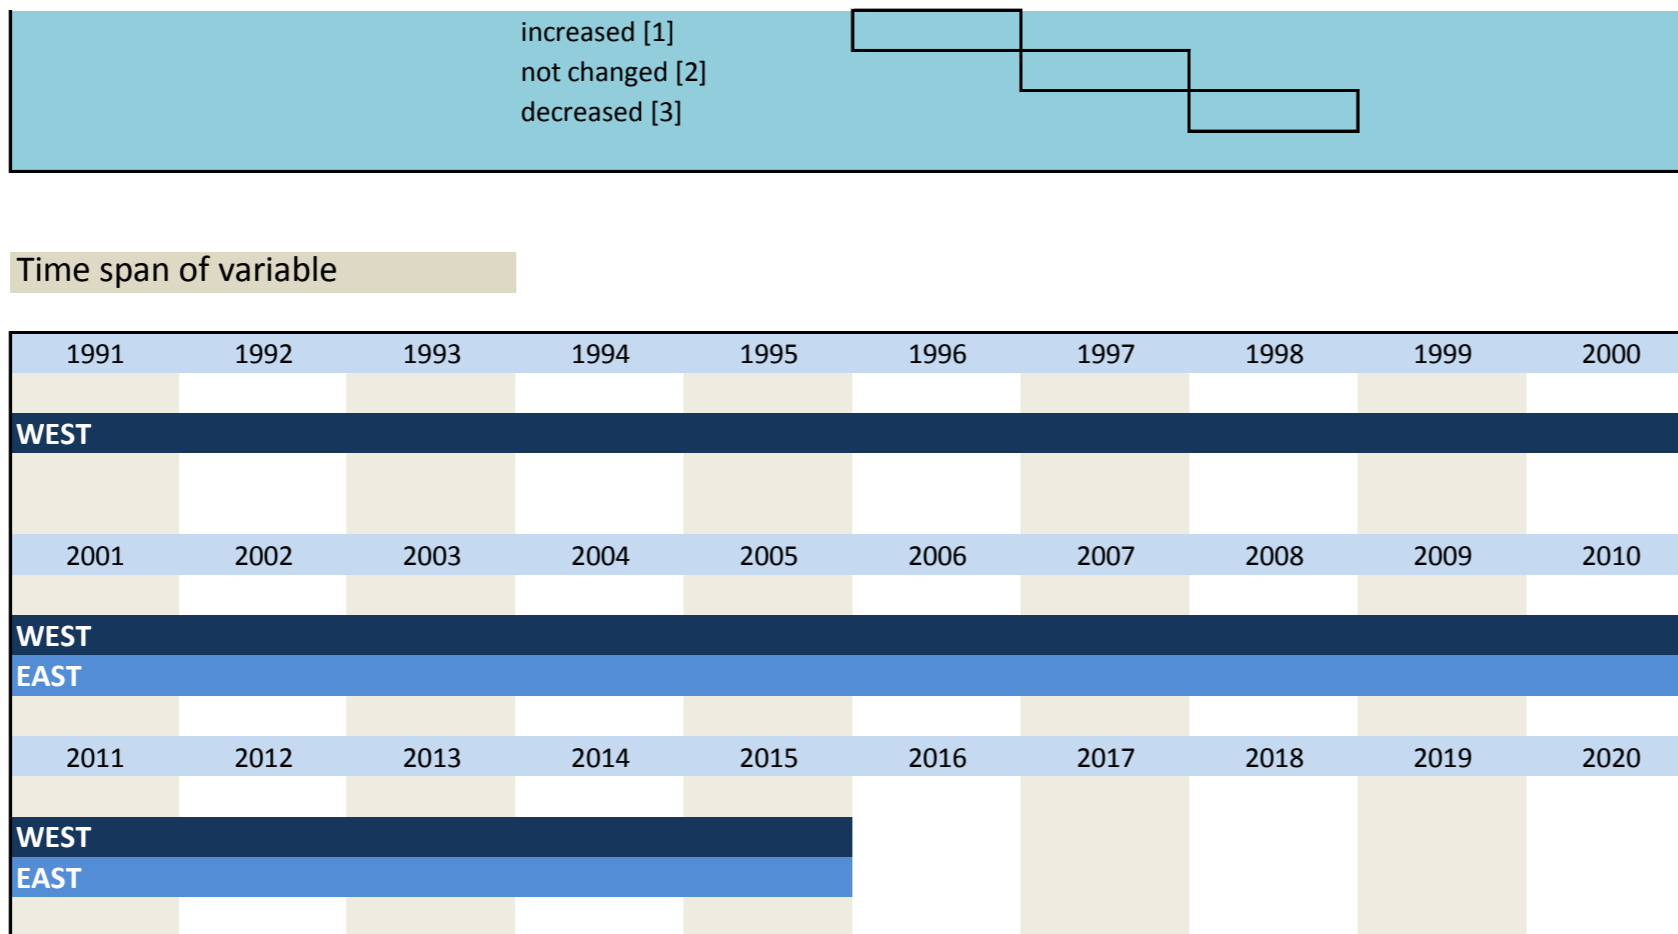 increased [1]
not changed [2]
decreased [3]
Time span of variable
1991 1992 1993 1994 1995 1996 1997 1998 1999 2000
WEST
2001 2002 2003 2004 2005 2006 2007 2008 2009 2010
WEST
EAST
2011 2012 2013 2014 2015 2016 2017 2018 2019 2020
WEST
EAST